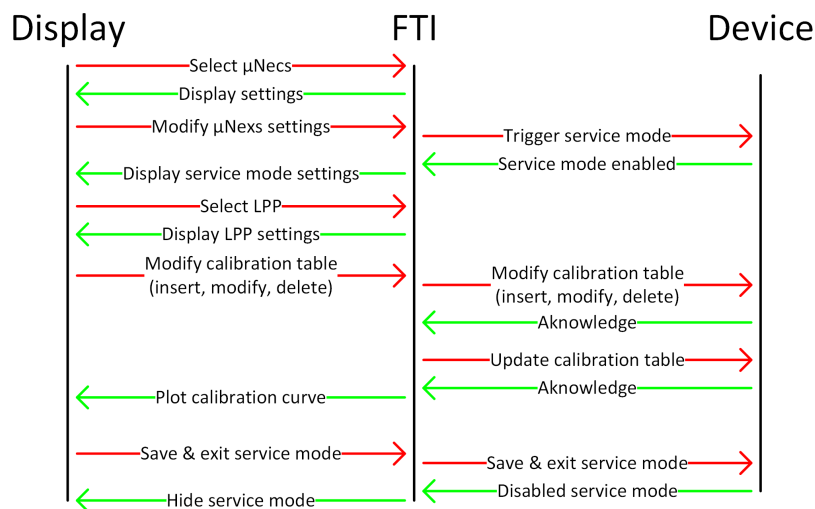 Display FTI Device
Select µNecs
Display settings
Modify µNexs settings
Trigger service mode
Service mode enabled
Display service mode settings
Select LPP
Display LPP settings
Modify calibration table
(insert, modify, delete)
Modify calibration table
(insert, modify, delete)
Aknowledge
Update calibration table
Aknowledge
Plot calibration curve
Save & exit service mode
Save & exit service mode
Disabled service mode
Hide service mode